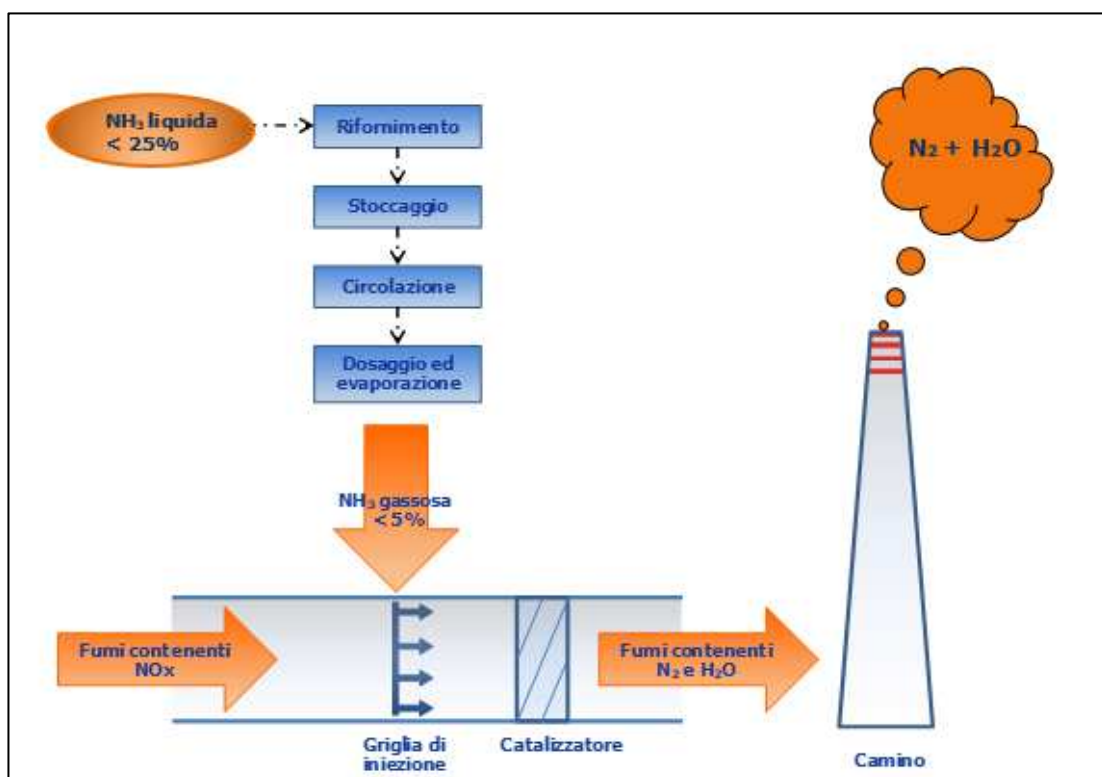 NH₃ liquida
< 25%
Rifornimento
Stoccaggio
Circolazione
Dosaggio ed
evaporazione
NH₃ gassosa
<5%
N₂ + H₂O
Fumi contenenti
NOx
Fumi contenenti
N₂ e H₂O
Griglia di
iniezione
Catalizzatore
Camino